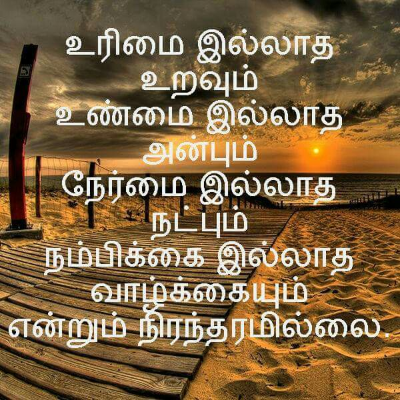 உரிமை இல்லாத
உறவும்
உண்மை இல்லாத
அன்பும்
நேர்மை இல்லாத
நட்பும்
நம்பிக்கை இல்லாத
வாழ்க்கையும்
என்றும் நிரந்தரமில்லை.